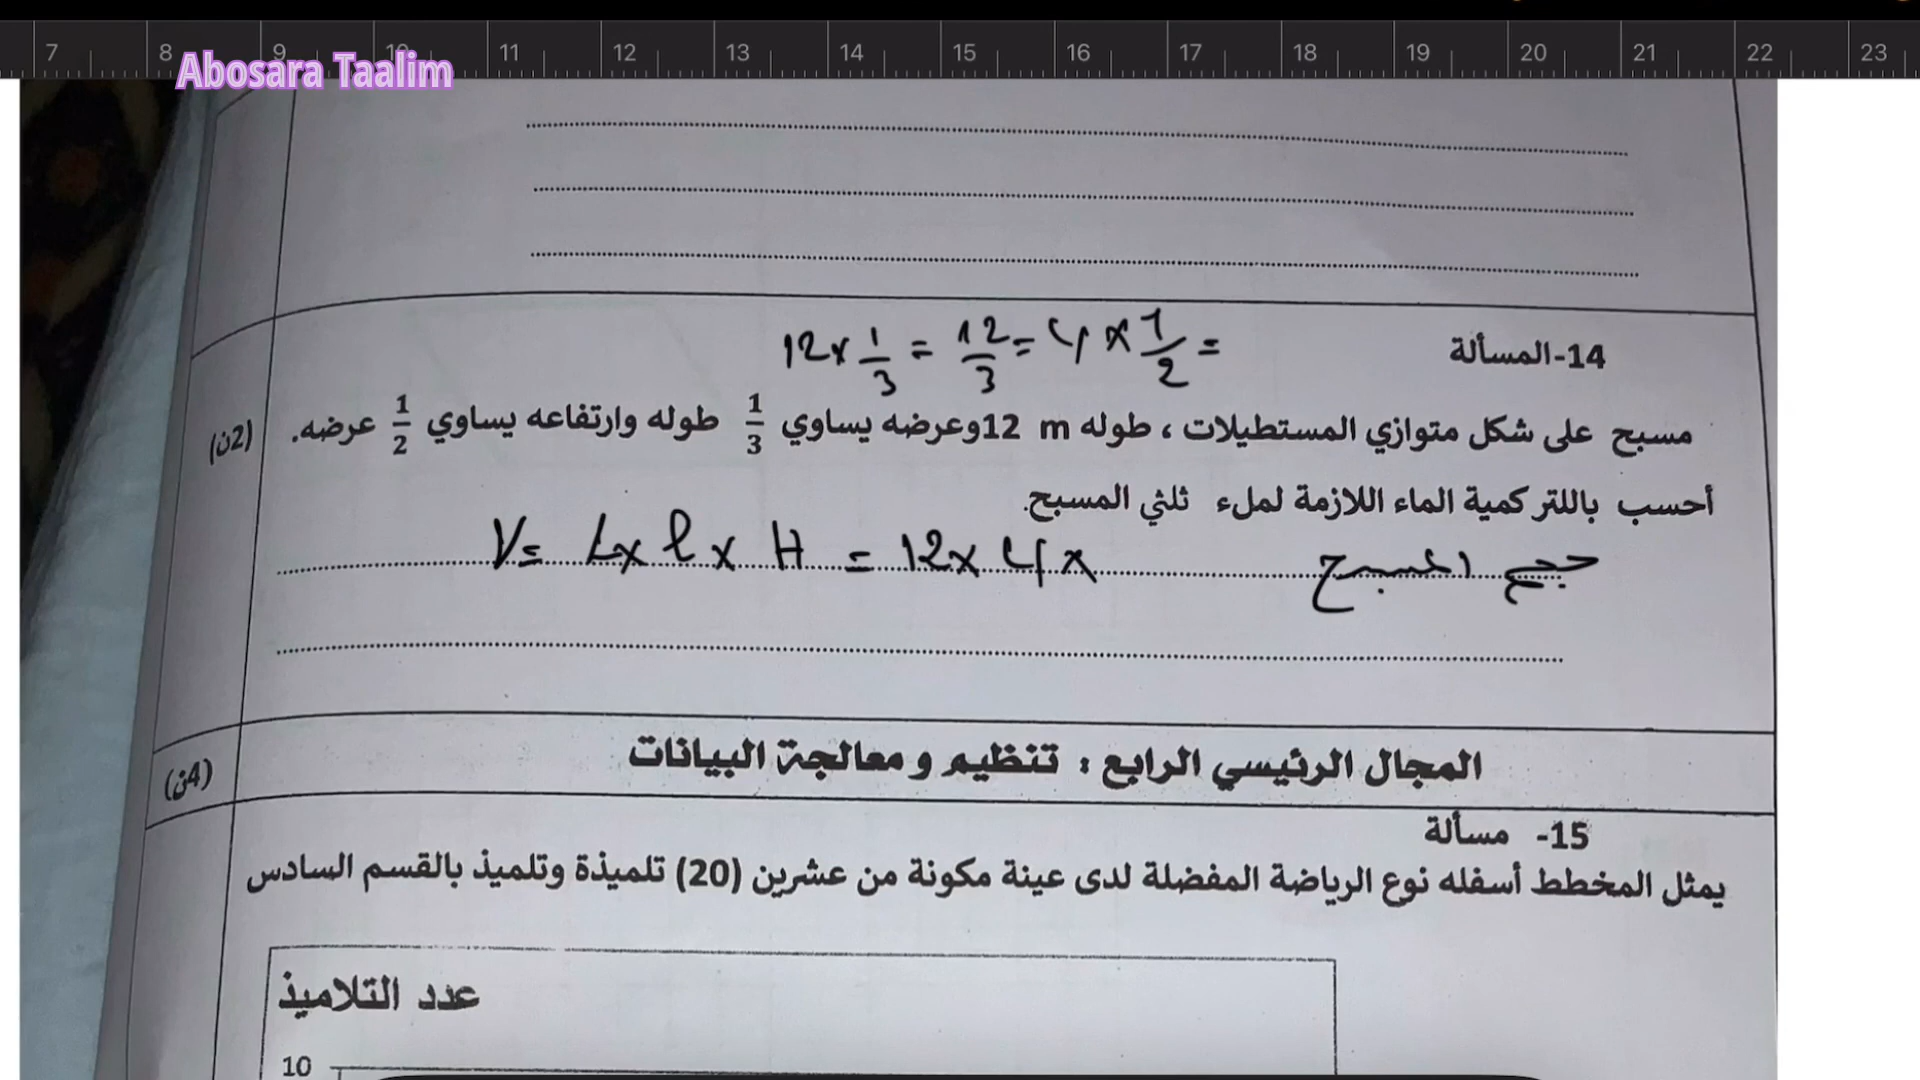 7 8 9 10 11 12 13 14 15 16 17 18 19 20 21 22 23
Abosara Taalim
14-المسألة
12 x 1/3 = 12/3 = 4 x 1/2 =
مسبح على شكل متوازي المستطيلات ، طوله 12 m وعرضه يساوي 1/3 طوله وارتفاعه يساوي 1/2 عرضه.
(2ن)
أحسب باللتر كمية الماء اللازمة لملء ثلثي المسبح.
حجم المسبح V= L x l x H = 12 x 4 x
المجال الرئيسي الرابع : تنظيم و معالجة البيانات
(4ن)
15- مسألة
يمثل المخطط أسفله نوع الرياضة المفضلة لدى عينة مكونة من عشرين (20) تلميذة وتلميذ بالقسم السادس
عدد التلاميذ
10